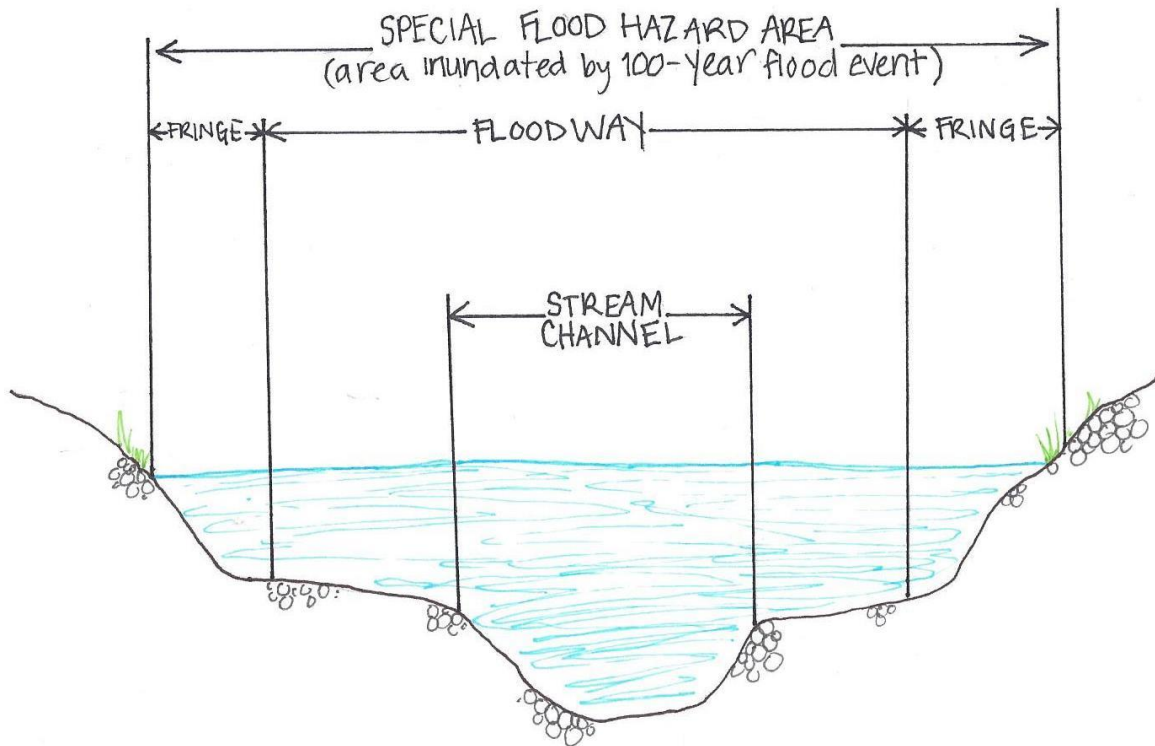 SPECIAL FLOOD HAZARD AREA
(area inundated by 100-year flood event)
FRINGE
FLOODWAY
FRINGE
STREAM
CHANNEL